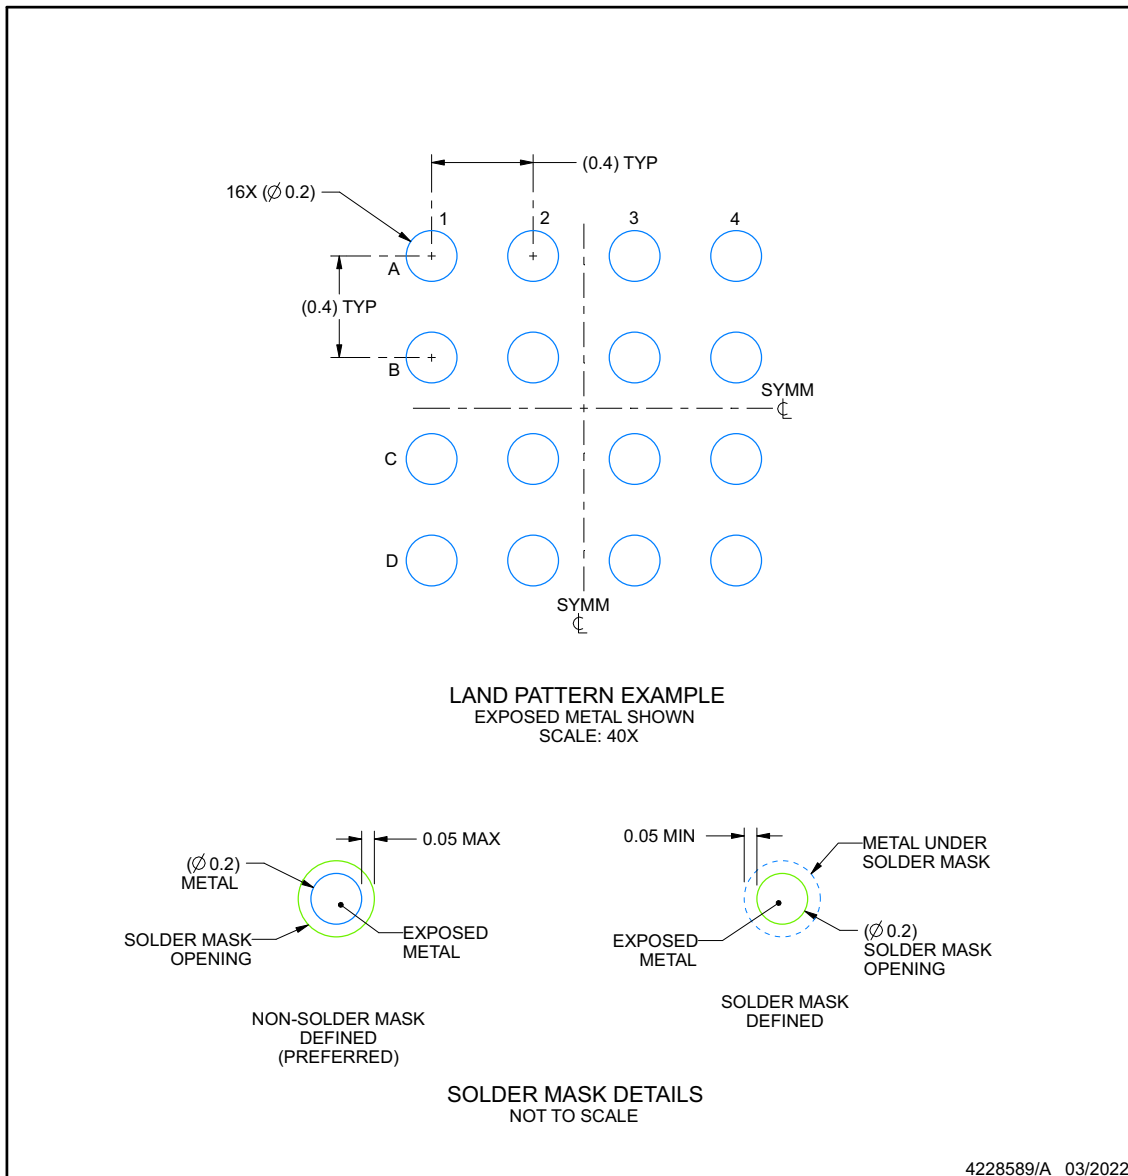 (0.4) TYP
16X (∅ 0.2)
1
2
3
4
A
(0.4) TYP
B
SYMM
℄
C
D
SYMM
℄
LAND PATTERN EXAMPLE
EXPOSED METAL SHOWN
SCALE: 40X
(∅ 0.2)
METAL
0.05 MAX
SOLDER MASK
OPENING
EXPOSED
METAL
NON-SOLDER MASK
DEFINED
(PREFERRED)
0.05 MIN
METAL UNDER
SOLDER MASK
EXPOSED
METAL
(∅ 0.2)
SOLDER MASK
OPENING
SOLDER MASK
DEFINED
SOLDER MASK DETAILS
NOT TO SCALE
4228589/A 03/2022